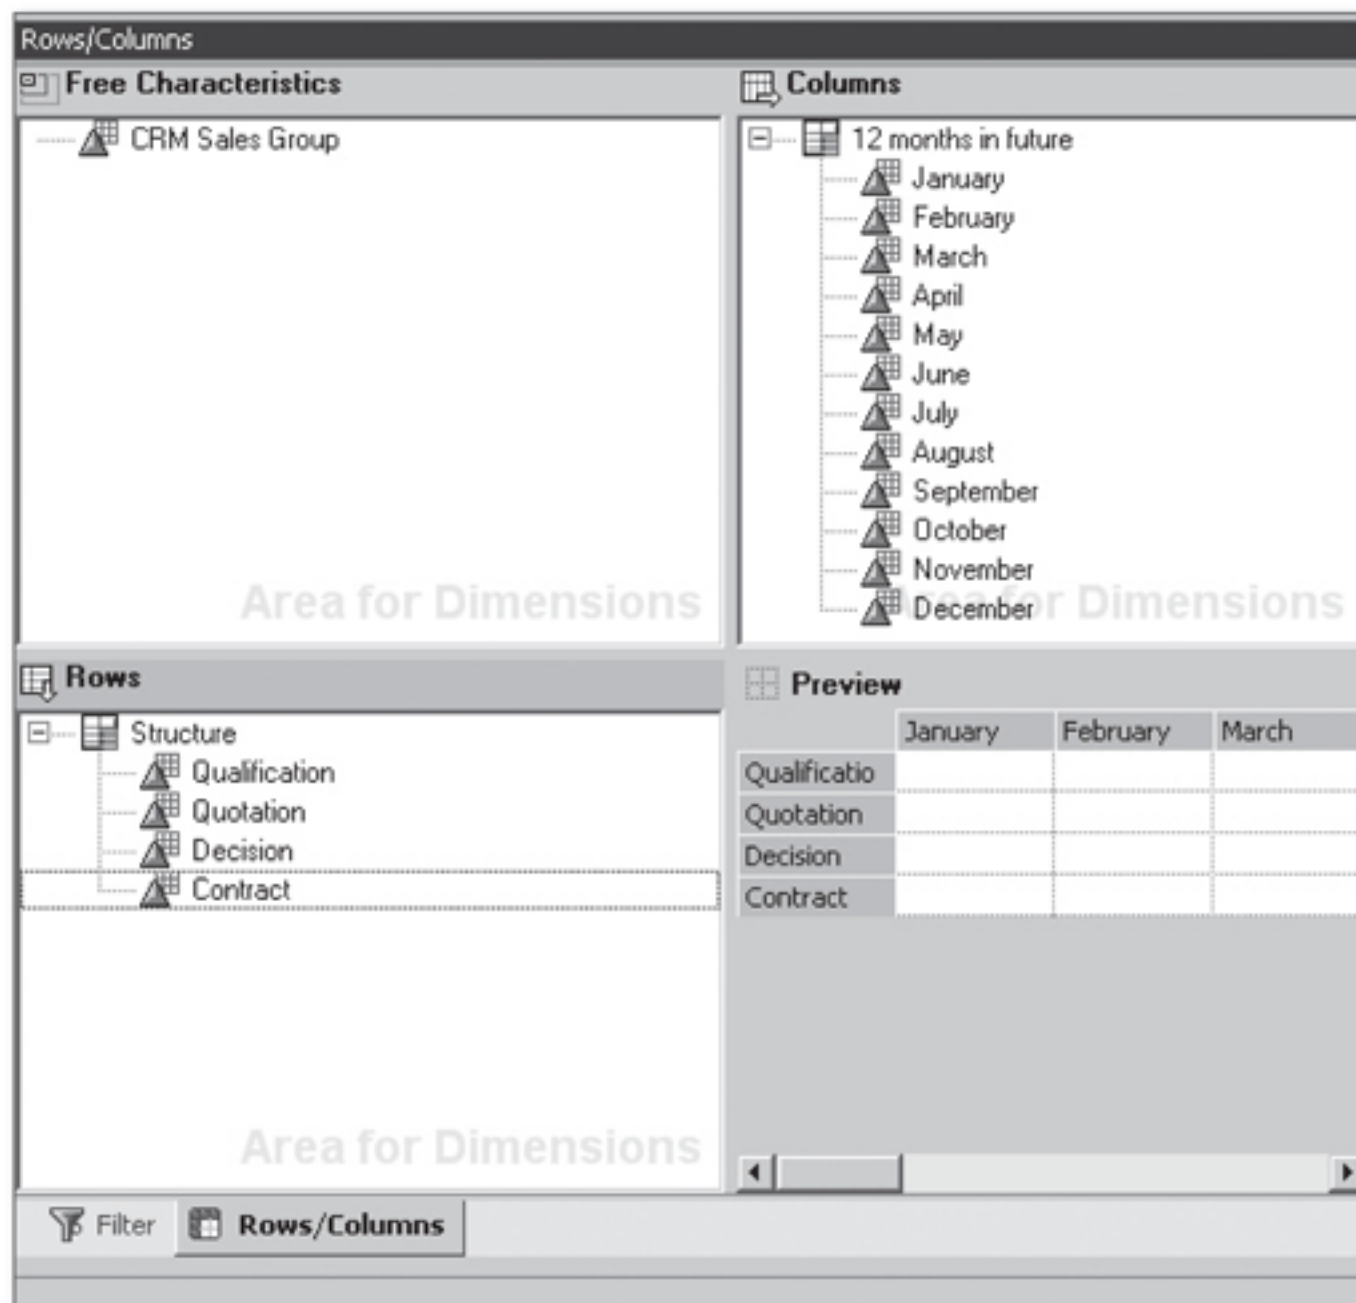 Rows/Columns
Free Characteristics
CRM Sales Group
Area for Dimensions
Columns
12 months in future
January
February
March
April
May
June
July
August
September
October
November
December
Area for Dimensions
Rows
Structure
Qualification
Quotation
Decision
Contract
Area for Dimensions
Preview
January February March
Qualificatio
Quotation
Decision
Contract
Filter Rows/Columns